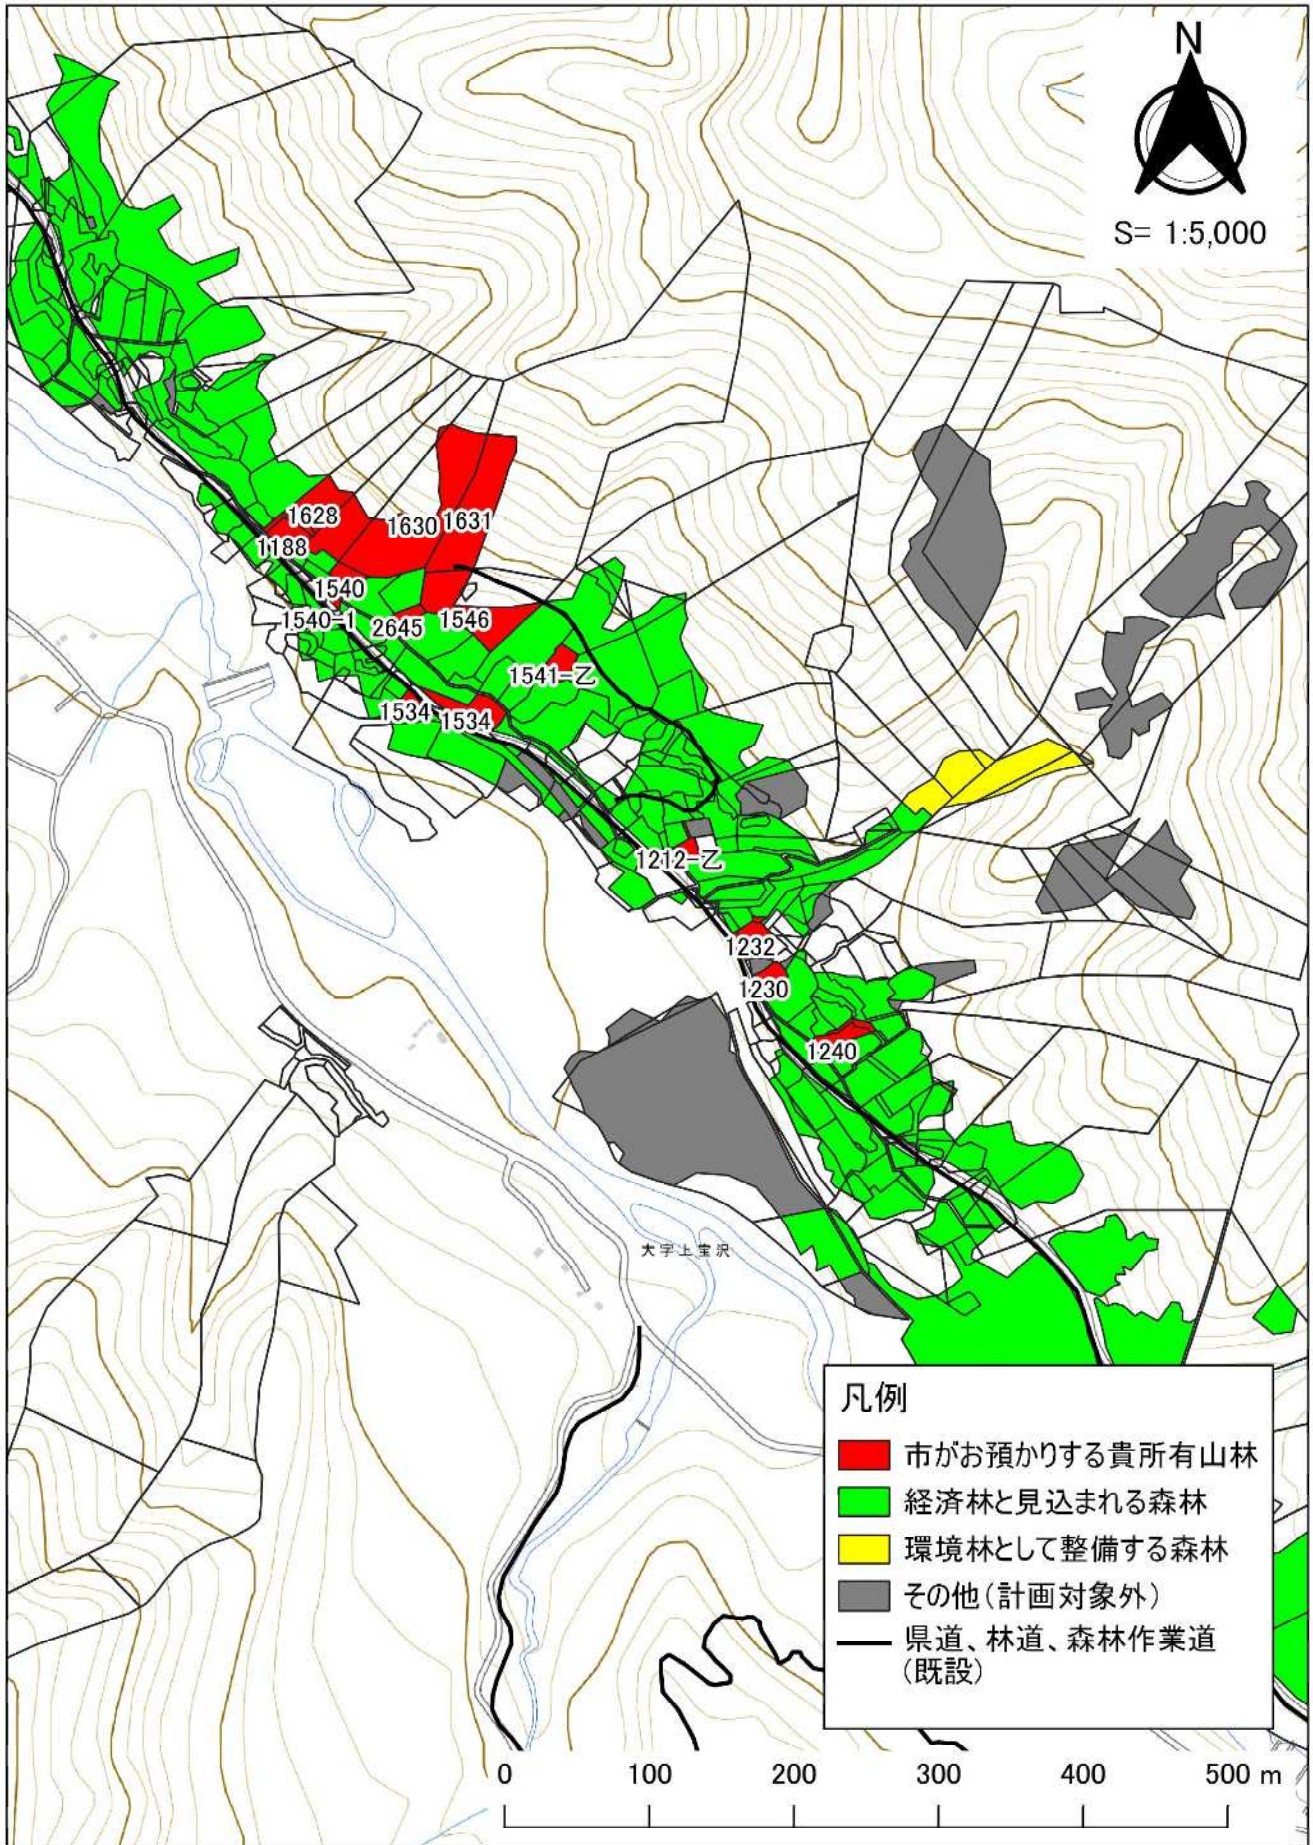 N
S= 1:5,000
1628
1630
1631
1188
1540
1540-1
2645
1546
1541-乙
1534
1534
1212-乙
1232
1230
1240
大字上宝沢
凡例
市がお預かりする貴所有山林
経済林と見込まれる森林
環境林として整備する森林
その他(計画対象外)
県道、林道、森林作業道
(既設)
0 100 200 300 400 500 m